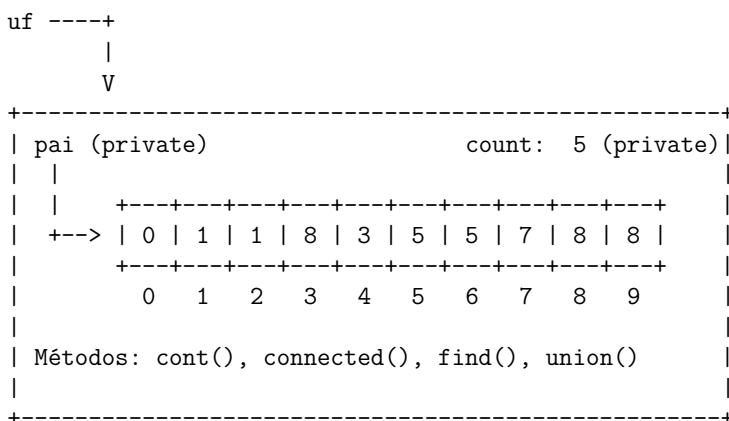 uf ----+
       |
       V
+-----------------------------------------------------+
| pai (private)                   count:  5 (private)|
|  |                                                  |
|  |    +---+---+---+---+---+---+---+---+---+---+     |
|  +--> | 0 | 1 | 1 | 8 | 3 | 5 | 5 | 7 | 8 | 8 |     |
|       +---+---+---+---+---+---+---+---+---+---+     |
|         0   1   2   3   4   5   6   7   8   9       |
|                                                     |
| Métodos: cont(), connected(), find(), union()       |
|                                                     |
+-----------------------------------------------------+